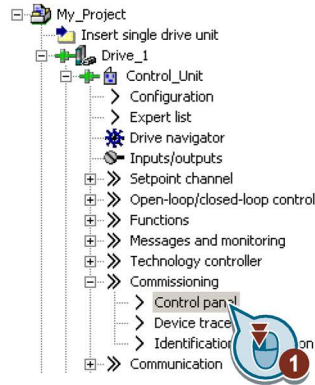 My_Project
Insert single drive unit
Drive_1
Control_Unit
Configuration
Expert list
Drive navigator
Inputs/outputs
Setpoint channel
Open-loop/closed-loop control
Functions
Messages and monitoring
Technology controller
Commissioning
Control panel
Device trace
Identification on
1
Communication